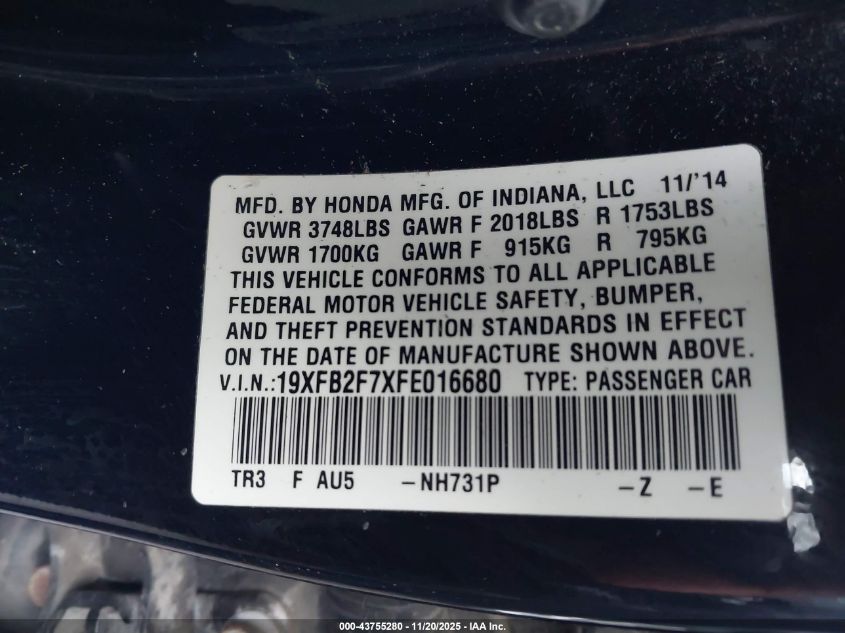 MFD. BY HONDA MFG. OF INDIANA, LLC 11/'14
GVWR 3748LBS GAWR F 2018LBS R 1753LBS
GVWR 1700KG GAWR F 915KG R 795KG
THIS VEHICLE CONFORMS TO ALL APPLICABLE
FEDERAL MOTOR VEHICLE SAFETY, BUMPER,
AND THEFT PREVENTION STANDARDS IN EFFECT
ON THE DATE OF MANUFACTURE SHOWN ABOVE.
V.I.N.:19XFB2F7XFE016680 TYPE: PASSENGER CAR
TR3 F AU5 -NH731P -Z -E
000-43755280 - 11/20/2025 - IAA Inc.